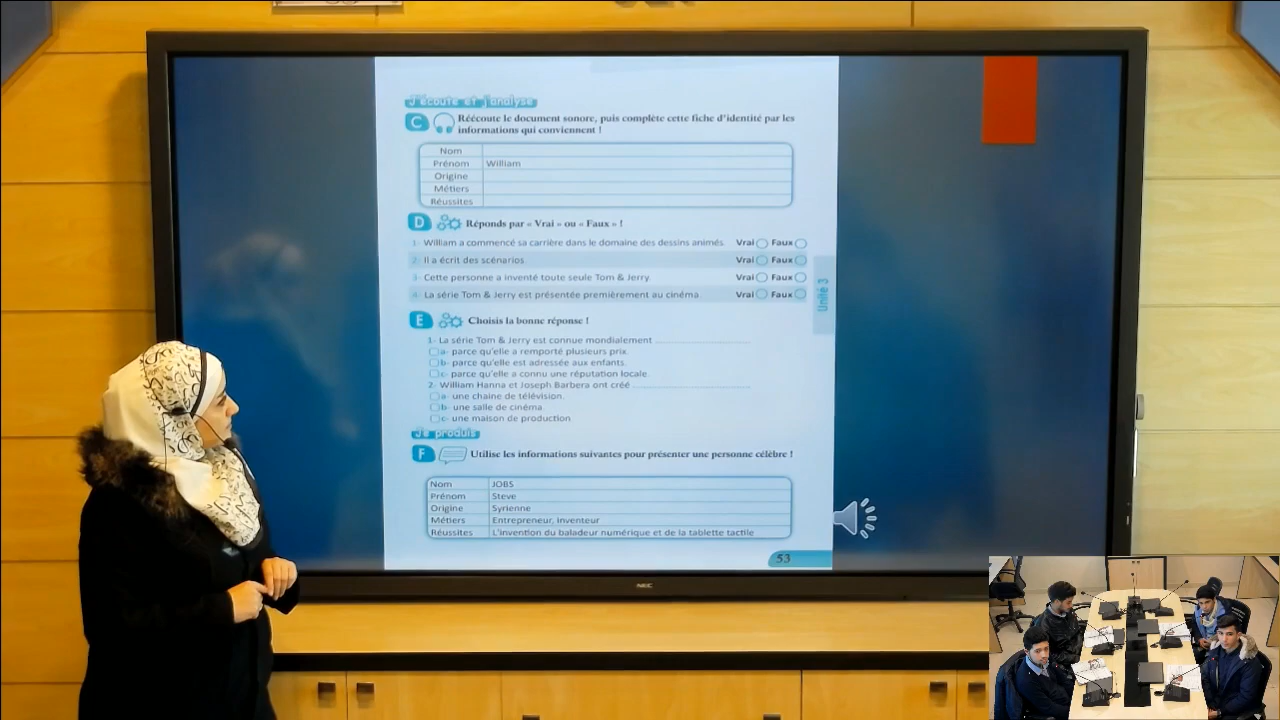 J'écoute et j'analyse
C Réécoute le document sonore, puis complète cette fiche d'identité par les
informations qui conviennent !
Nom
Prénom William
Origine
Métiers
Réussites
D Réponds par « Vrai » ou « Faux » !
1- William a commencé sa carrière dans le domaine des dessins animés. Vrai Faux
2- Il a écrit des scénarios. Vrai Faux
3- Cette personne a inventé toute seule Tom & Jerry. Vrai Faux
4- La série Tom & Jerry est présentée premièrement au cinéma. Vrai Faux
Unité 3
E Choisis la bonne réponse !
1- La série Tom & Jerry est connue mondialement
a- parce qu'elle a remporté plusieurs prix.
b- parce qu'elle est adressée aux enfants.
c- parce qu'elle a connu une réputation locale.
2- William Hanna et Joseph Barbera ont créé
a- une chaine de télévision.
b- une salle de cinéma.
c- une maison de production
Je produis
F Utilise les informations suivantes pour présenter une personne célèbre !
Nom JOBS
Prénom Steve
Origine Syrienne
Métiers Entrepreneur, inventeur
Réussites L'invention du baladeur numérique et de la tablette tactile
53
NEC